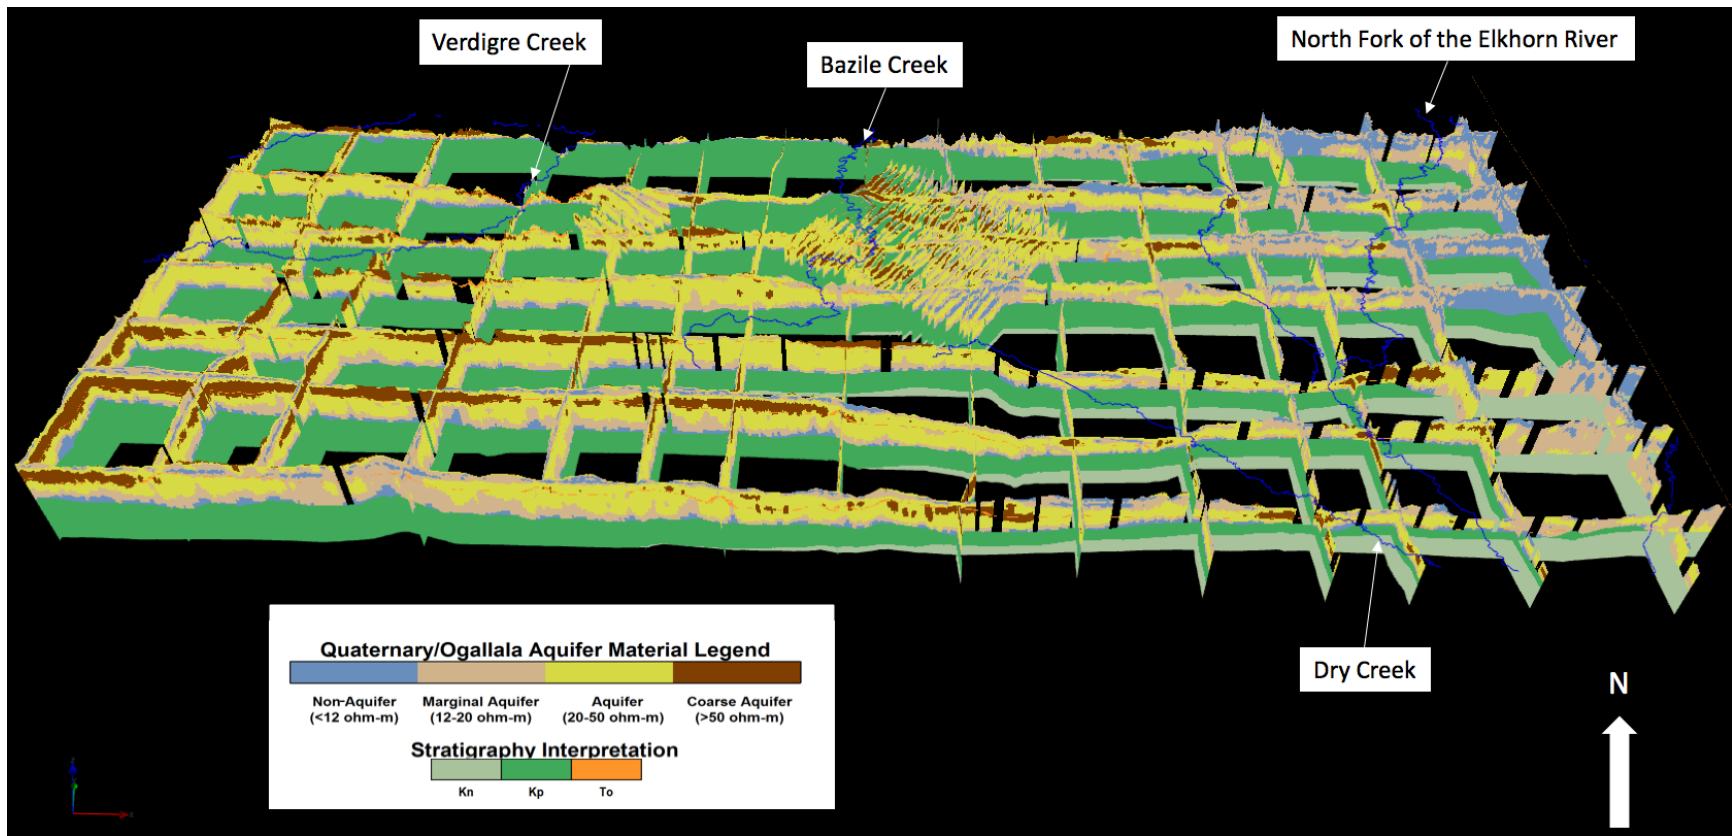 North Fork of the Elkhorn River
Verdigre Creek
Bazile Creek
Quaternary/Ogallala Aquifer Material Legend
Non-Aquifer Marginal Aquifer Aquifer Coarse Aquifer
(<12 ohm-m) (12-20 ohm-m) (20-50 ohm-m) (>50 ohm-m)
Stratigraphy Interpretation
Kn Kp To
Dry Creek
N